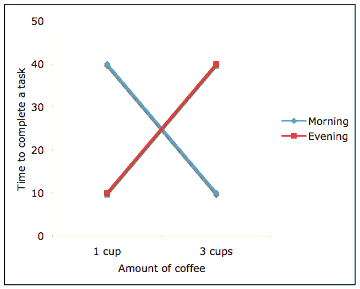 50
40
30
20
10
0
Time to complete a task
1 cup
3 cups
Amount of coffee
Morning
Evening